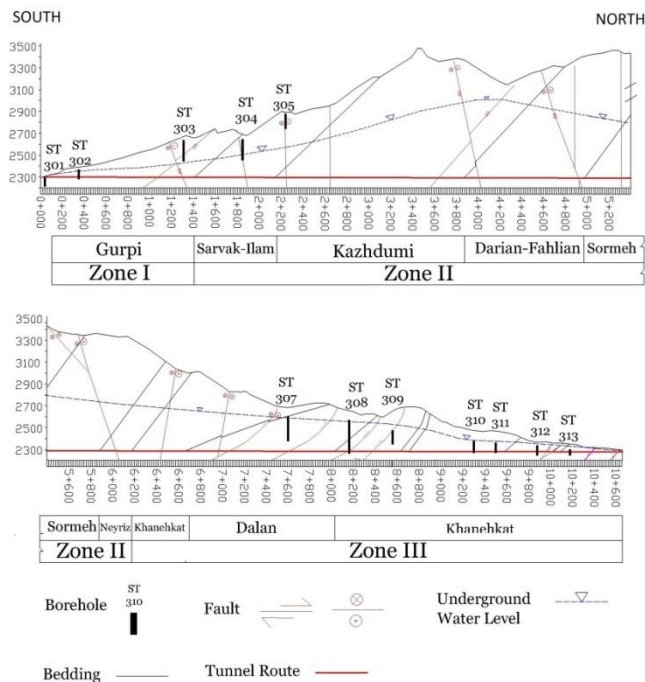 SOUTH NORTH
3500
3300
3100
2900
2700
2500
2300
ST 301
ST 302
ST 303
ST 304
ST 305
0+000 0+200 0+400 0+600 0+800 1+000 1+200 1+400 1+600 1+800 2+000 2+200 2+400 2+600 2+800 3+000 3+200 3+400 3+600 3+800 4+000 4+200 4+400 4+600 4+800 5+000 5+200
Gurpi Sarvak-Ilam Kazhdumi Darian-Fahlian Sormeh
Zone I Zone II
3500
3300
3100
2900
2700
2500
2300
ST 307
ST 308
ST 309
ST 310
ST 311
ST 312
ST 313
5+600 5+800 6+000 6+200 6+400 6+600 6+800 7+000 7+200 7+400 7+600 7+800 8+000 8+200 8+400 8+600 8+800 9+000 9+200 9+400 9+600 9+800 10+000 10+200 10+400 10+600
Sormeh Neyriz Khanehkat Dalan Khanehkat
Zone II Zone III
Borehole ST 310 Fault Underground Water Level
Bedding Tunnel Route